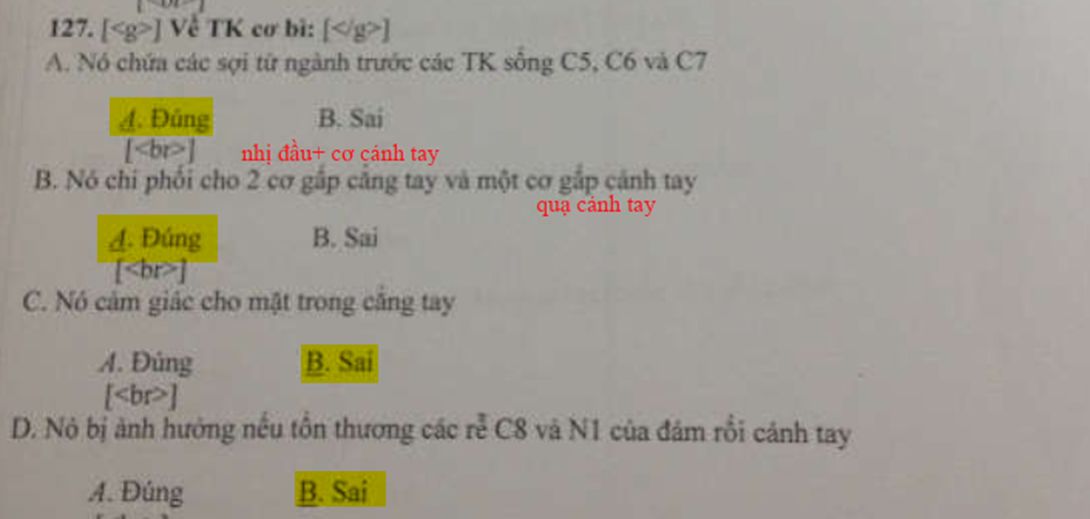 127. [<g>] Về TK cơ bì: [</g>]
A. Nó chứa các sợi từ ngành trước các TK sống C5, C6 và C7
A. Đúng B. Sai
[<br>] nhị đầu+ cơ cánh tay
B. Nó chi phối cho 2 cơ gấp cẳng tay và một cơ gấp cánh tay
quạ cánh tay
A. Đúng B. Sai
[<br>]
C. Nó cảm giác cho mặt trong cẳng tay
A. Đúng B. Sai
[<br>]
D. Nó bị ảnh hưởng nếu tổn thương các rễ C8 và N1 của đám rối cánh tay
A. Đúng B. Sai